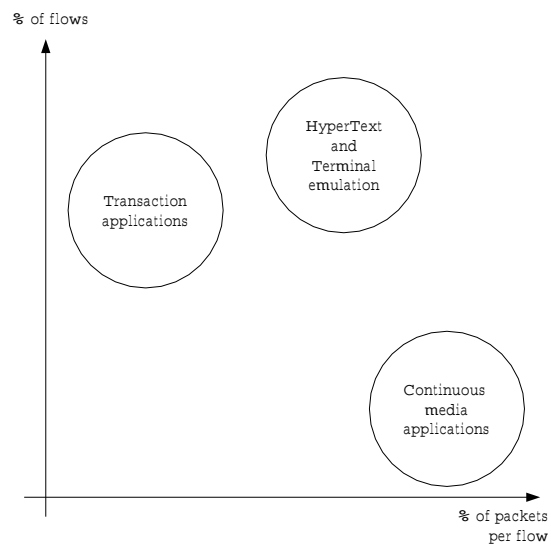 % of flows
HyperText
and
Terminal
emulation
Transaction
applications
Continuous
media
applications
% of packets
per flow